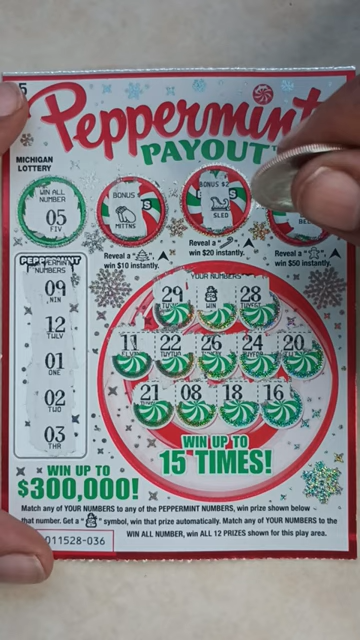 5
Peppermint
PAYOUT
MICHIGAN
LOTTERY
WIN ALL
NUMBER
05
FIV
BONUS
MITTNS
BONUS $2
SLED
BEL
Reveal a
win $10 instantly.
Reveal a
win $20 instantly.
Reveal a
win $50 instantly.
PEPPERMINT
NUMBERS
09
NIN
12
TWLV
01
ONE
02
TWO
03
THR
YOUR NUMBERS
29
WIN
28
11 22 26 24 20
21 08 18 16
WIN UP TO
15 TIMES!
WIN UP TO
$300,000!
Match any of YOUR NUMBERS to any of the PEPPERMINT NUMBERS, win prize shown below
that number. Get a " " symbol, win that prize automatically. Match any of YOUR NUMBERS to the
WIN ALL NUMBER, win ALL 12 PRIZES shown for this play area.
011528-036